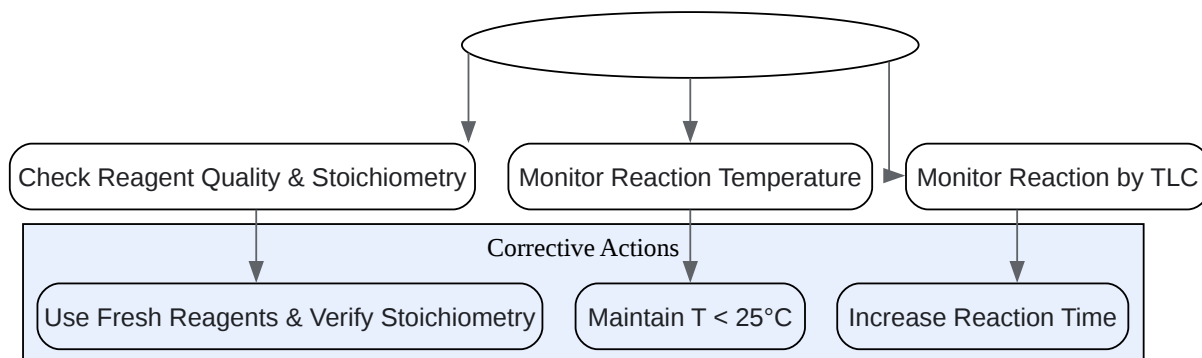 Check Reagent Quality & Stoichiometry
Monitor Reaction Temperature
Monitor Reaction by TLC
Corrective Actions
Use Fresh Reagents & Verify Stoichiometry
Maintain T < 25°C
Increase Reaction Time